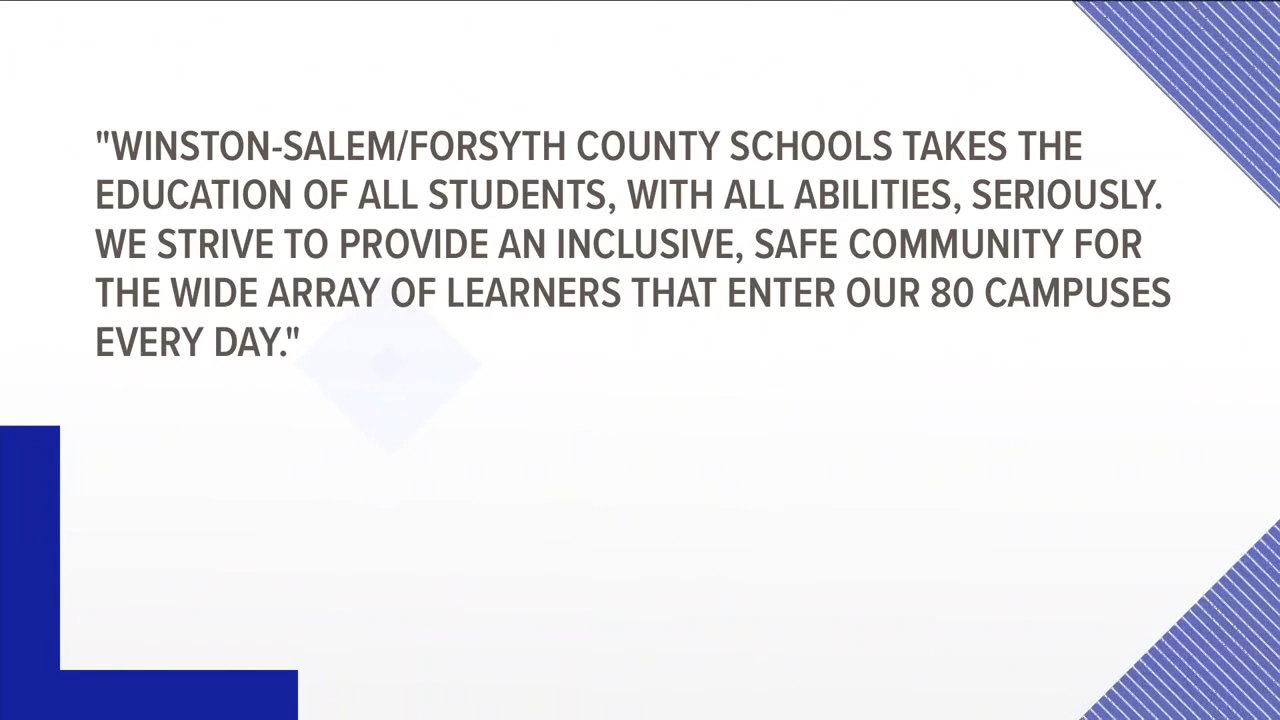 "WINSTON-SALEM/FORSYTH COUNTY SCHOOLS TAKES THE
EDUCATION OF ALL STUDENTS, WITH ALL ABILITIES, SERIOUSLY.
WE STRIVE TO PROVIDE AN INCLUSIVE, SAFE COMMUNITY FOR
THE WIDE ARRAY OF LEARNERS THAT ENTER OUR 80 CAMPUSES
EVERY DAY."